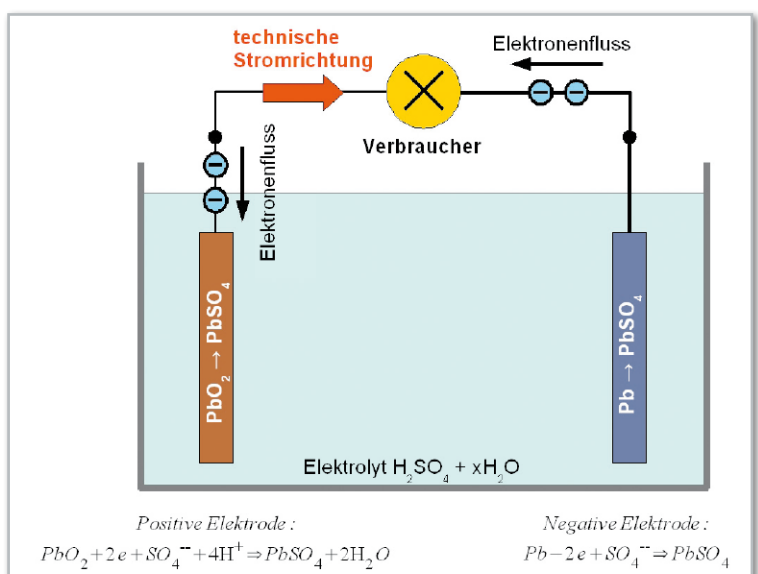 technische
Stromrichtung
Elektronenfluss
Verbraucher
Elektronenfluss
PbO₂ → PbSO₄
Pb → PbSO₄
Elektrolyt H₂SO₄ + xH₂O
Positive Elektrode :
PbO₂+2e+SO₄⁻⁻+4H⁺⇒PbSO₄+2H₂O
Negative Elektrode :
Pb−2e+SO₄⁻⁻⇒PbSO₄